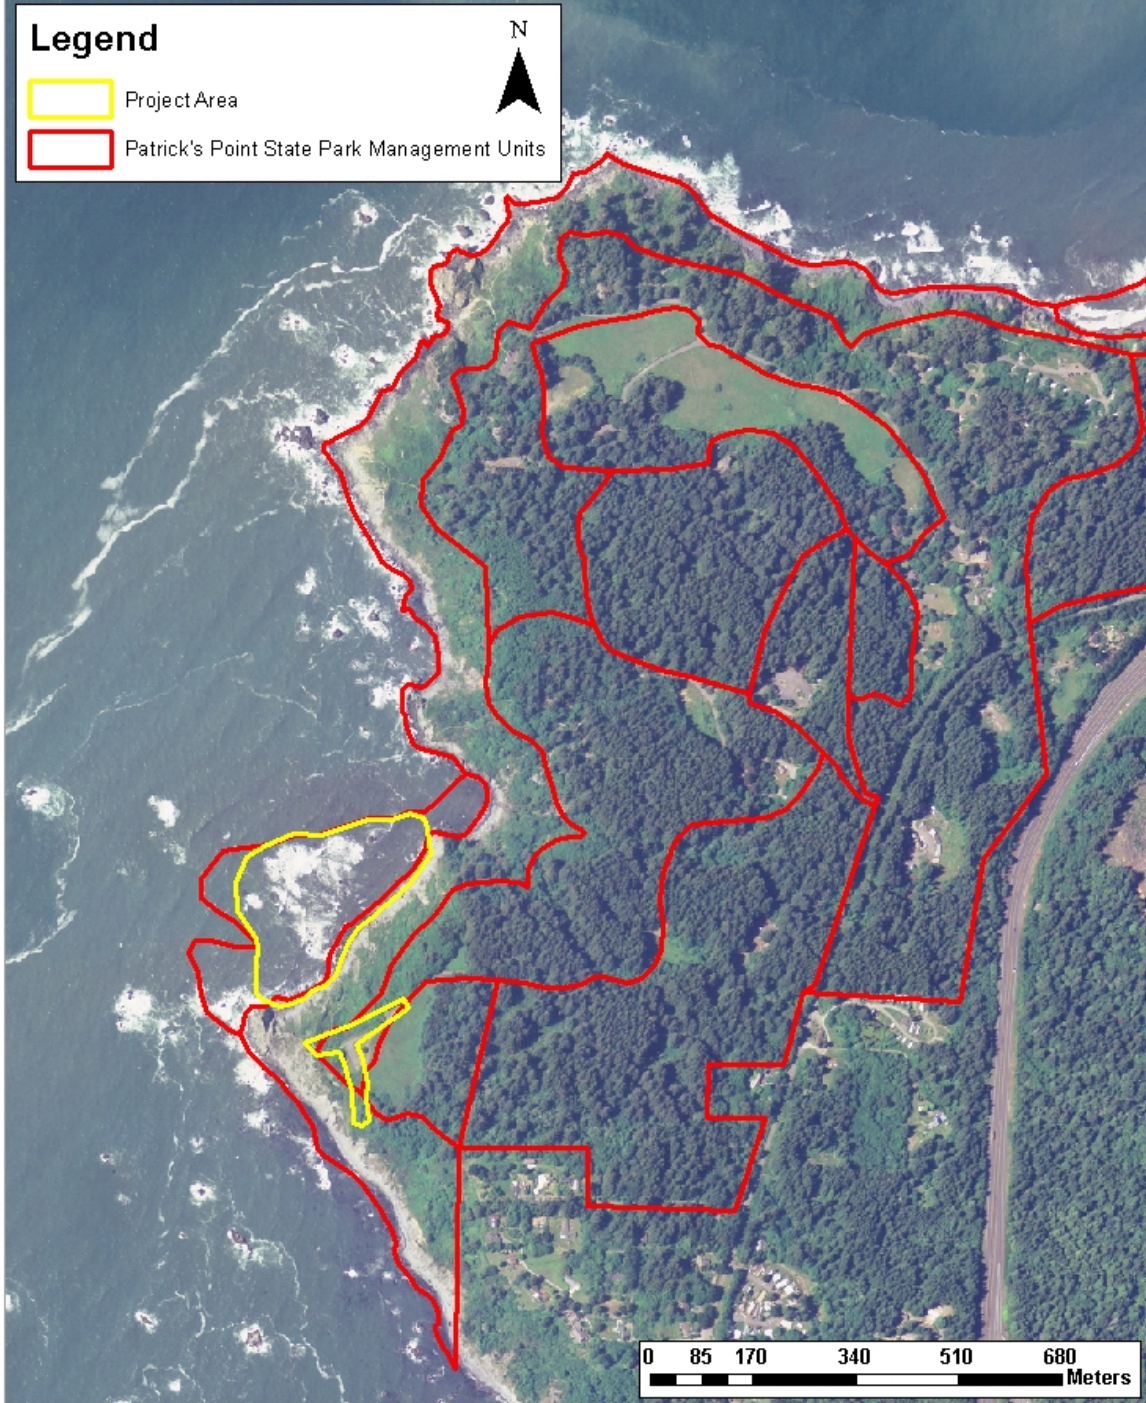 Legend
N
Project Area
Patrick's Point State Park Management Units
0 85 170 340 510 680
Meters